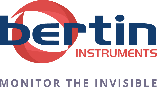 bertin
INSTRUMENTS
MONITOR THE INVISIBLE